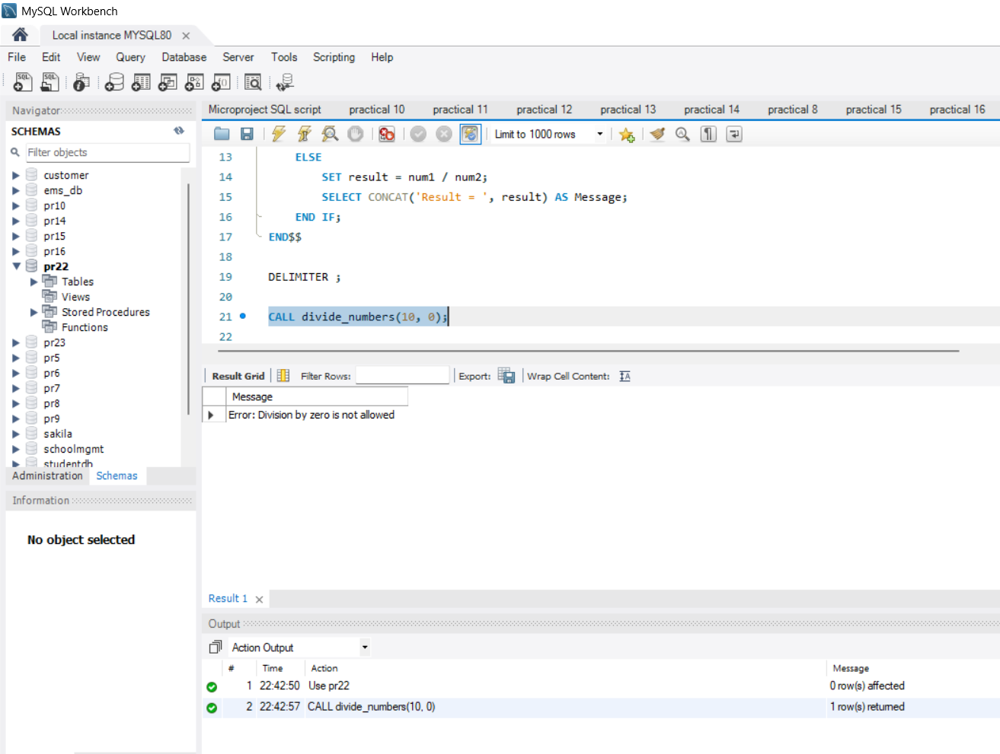 MySQL Workbench
Local instance MYSQL80
File Edit View Query Database Server Tools Scripting Help
SQL SQL
Navigator
SCHEMAS
Filter objects
customer
ems_db
pr10
pr14
pr15
pr16
pr22
Tables
Views
Stored Procedures
Functions
pr23
pr5
pr6
pr7
pr8
pr9
sakila
schoolmgmt
studentdb
Administration Schemas
Information
No object selected
Microproject SQL script practical 10 practical 11 practical 12 practical 13 practical 14 practical 8 practical 15 practical 16
Limit to 1000 rows
13 ELSE
14 SET result = num1 / num2;
15 SELECT CONCAT('Result = ', result) AS Message;
16 END IF;
17 END$$
18
19 DELIMITER ;
20
21 CALL divide_numbers(10, 0);
22
Result Grid Filter Rows: Export: Wrap Cell Content:
Message
Error: Division by zero is not allowed
Result 1
Output
Action Output
# Time Action Message
1 22:42:50 Use pr22 0 row(s) affected
2 22:42:57 CALL divide_numbers(10, 0) 1 row(s) returned